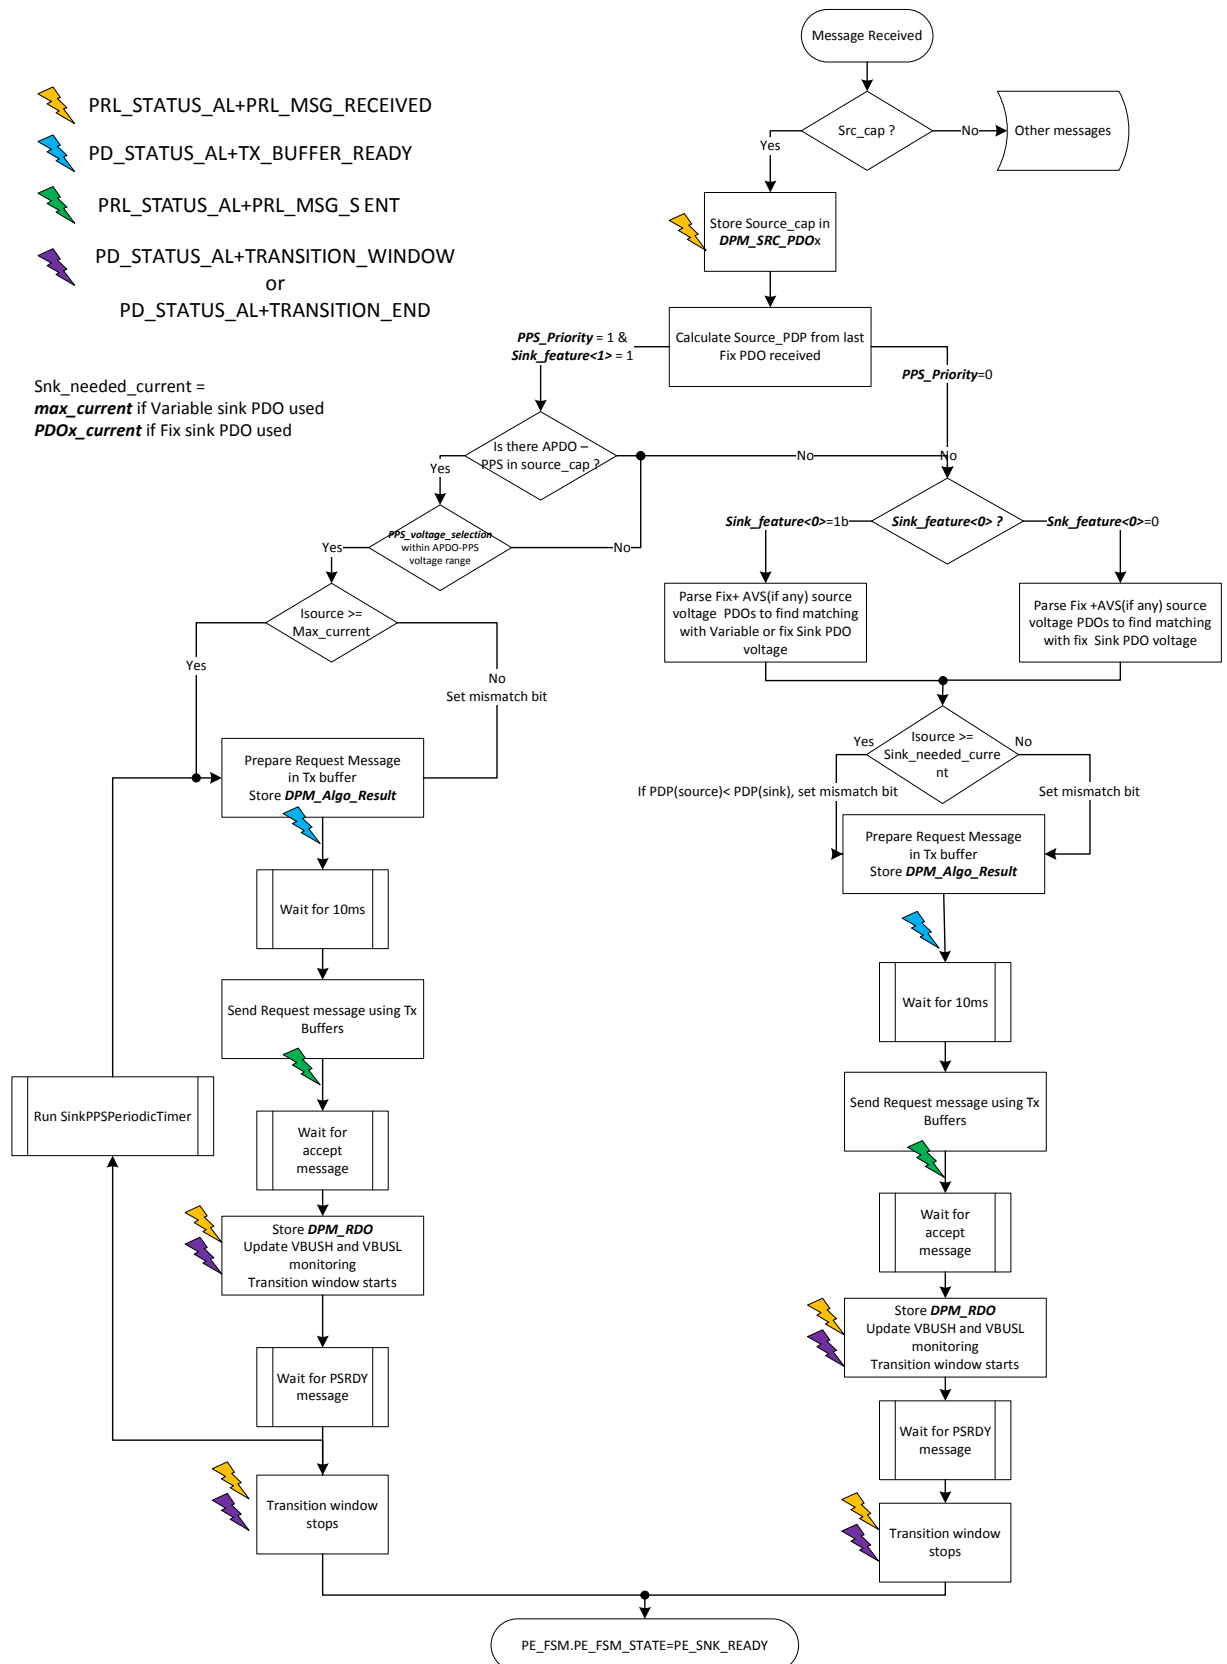 Message Received
PRL_STATUS_AL+PRL_MSG_RECEIVED
PD_STATUS_AL+TX_BUFFER_READY
PRL_STATUS_AL+PRL_MSG_S ENT
PD_STATUS_AL+TRANSITION_WINDOW
or
PD_STATUS_AL+TRANSITION_END
Snk_needed_current =
max_current if Variable sink PDO used
PDOx_current if Fix sink PDO used
Src_cap ?
No
Other messages
Yes
Store Source_cap in
DPM_SRC_PDOx
Calculate Source_PDP from last
Fix PDO received
PPS_Priority = 1 &
Sink_feature<1> = 1
PPS_Priority=0
Is there APDO –
PPS in source_cap ?
No
No
Yes
PPS_voltage_selection
within APDO-PPS
voltage range
No
Yes
Isource >=
Max_current
Yes
No
Set mismatch bit
Sink_feature<0>=1b
Sink_feature<0> ?
Snk_feature<0>=0
Parse Fix+ AVS(if any) source
voltage PDOs to find matching
with Variable or fix Sink PDO
voltage
Parse Fix +AVS(if any) source
voltage PDOs to find matching
with fix Sink PDO voltage
Isource >=
Sink_needed_curre
nt
Yes
No
If PDP(source)< PDP(sink), set mismatch bit
Set mismatch bit
Prepare Request Message
in Tx buffer
Store DPM_Algo_Result
Wait for 10ms
Send Request message using Tx
Buffers
Run SinkPPSPeriodicTimer
Wait for
accept
message
Store DPM_RDO
Update VBUSH and VBUSL
monitoring
Transition window starts
Wait for PSRDY
message
Transition window
stops
Prepare Request Message
in Tx buffer
Store DPM_Algo_Result
Wait for 10ms
Send Request message using Tx
Buffers
Wait for
accept
message
Store DPM_RDO
Update VBUSH and VBUSL
monitoring
Transition window starts
Wait for PSRDY
message
Transition window
stops
PE_FSM.PE_FSM_STATE=PE_SNK_READY